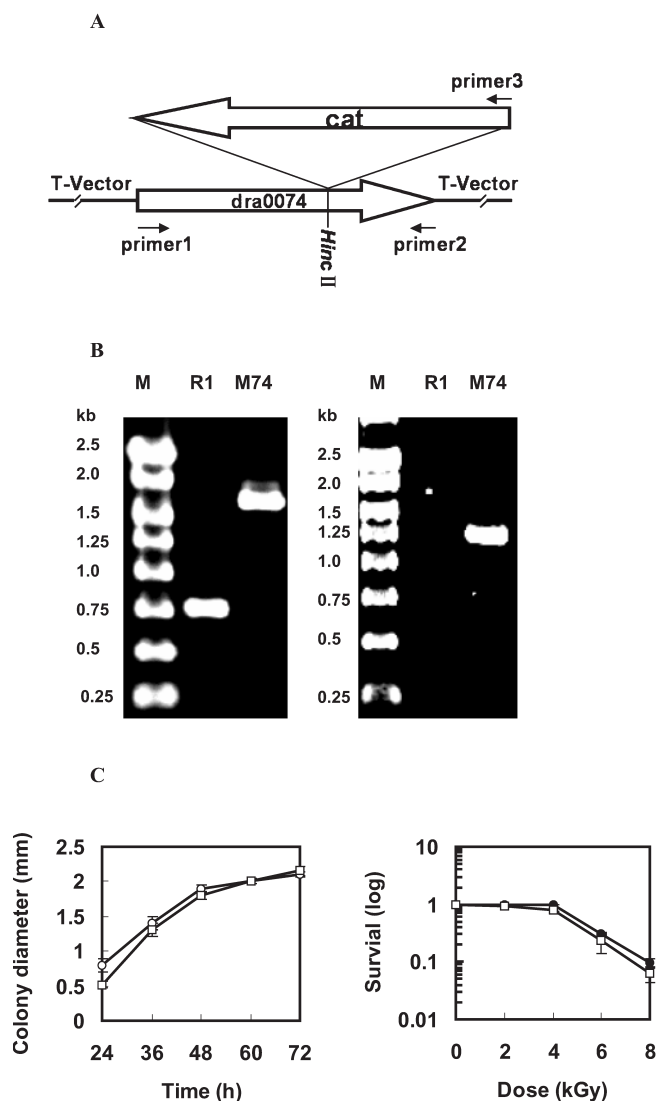 A
primer3
cat
T-Vector
T-Vector
dra0074
primer1
primer2
Hinc II
B
M R1 M74
M R1 M74
kb
2.5
2.0
1.5
1.25
1.0
0.75
0.5
0.25
kb
2.5
2.0
1.5
1.25
1.0
0.75
0.5
0.25
C
Colony diameter (mm)
2.5
2
1.5
1
0.5
0
24 36 48 60 72
Time (h)
Survial (log)
10
1
0.1
0.01
0 2 4 6 8
Dose (kGy)